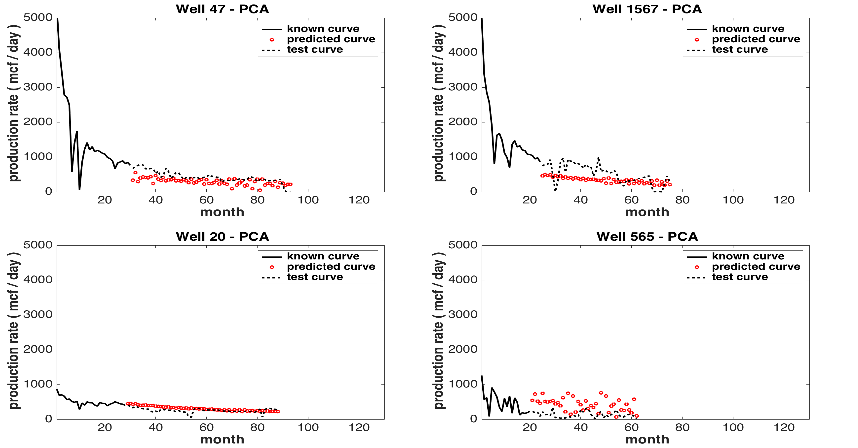 Well 47 - PCA
production rate ( mcf / day )
5000
4000
3000
2000
1000
0
known curve
predicted curve
test curve
20 40 60 80 100 120
month
Well 1567 - PCA
production rate ( mcf / day )
5000
4000
3000
2000
1000
0
known curve
predicted curve
test curve
20 40 60 80 100 120
month
Well 20 - PCA
production rate ( mcf / day )
5000
4000
3000
2000
1000
0
known curve
predicted curve
test curve
20 40 60 80 100 120
month
Well 565 - PCA
production rate ( mcf / day )
5000
4000
3000
2000
1000
0
known curve
predicted curve
test curve
20 40 60 80 100 120
month